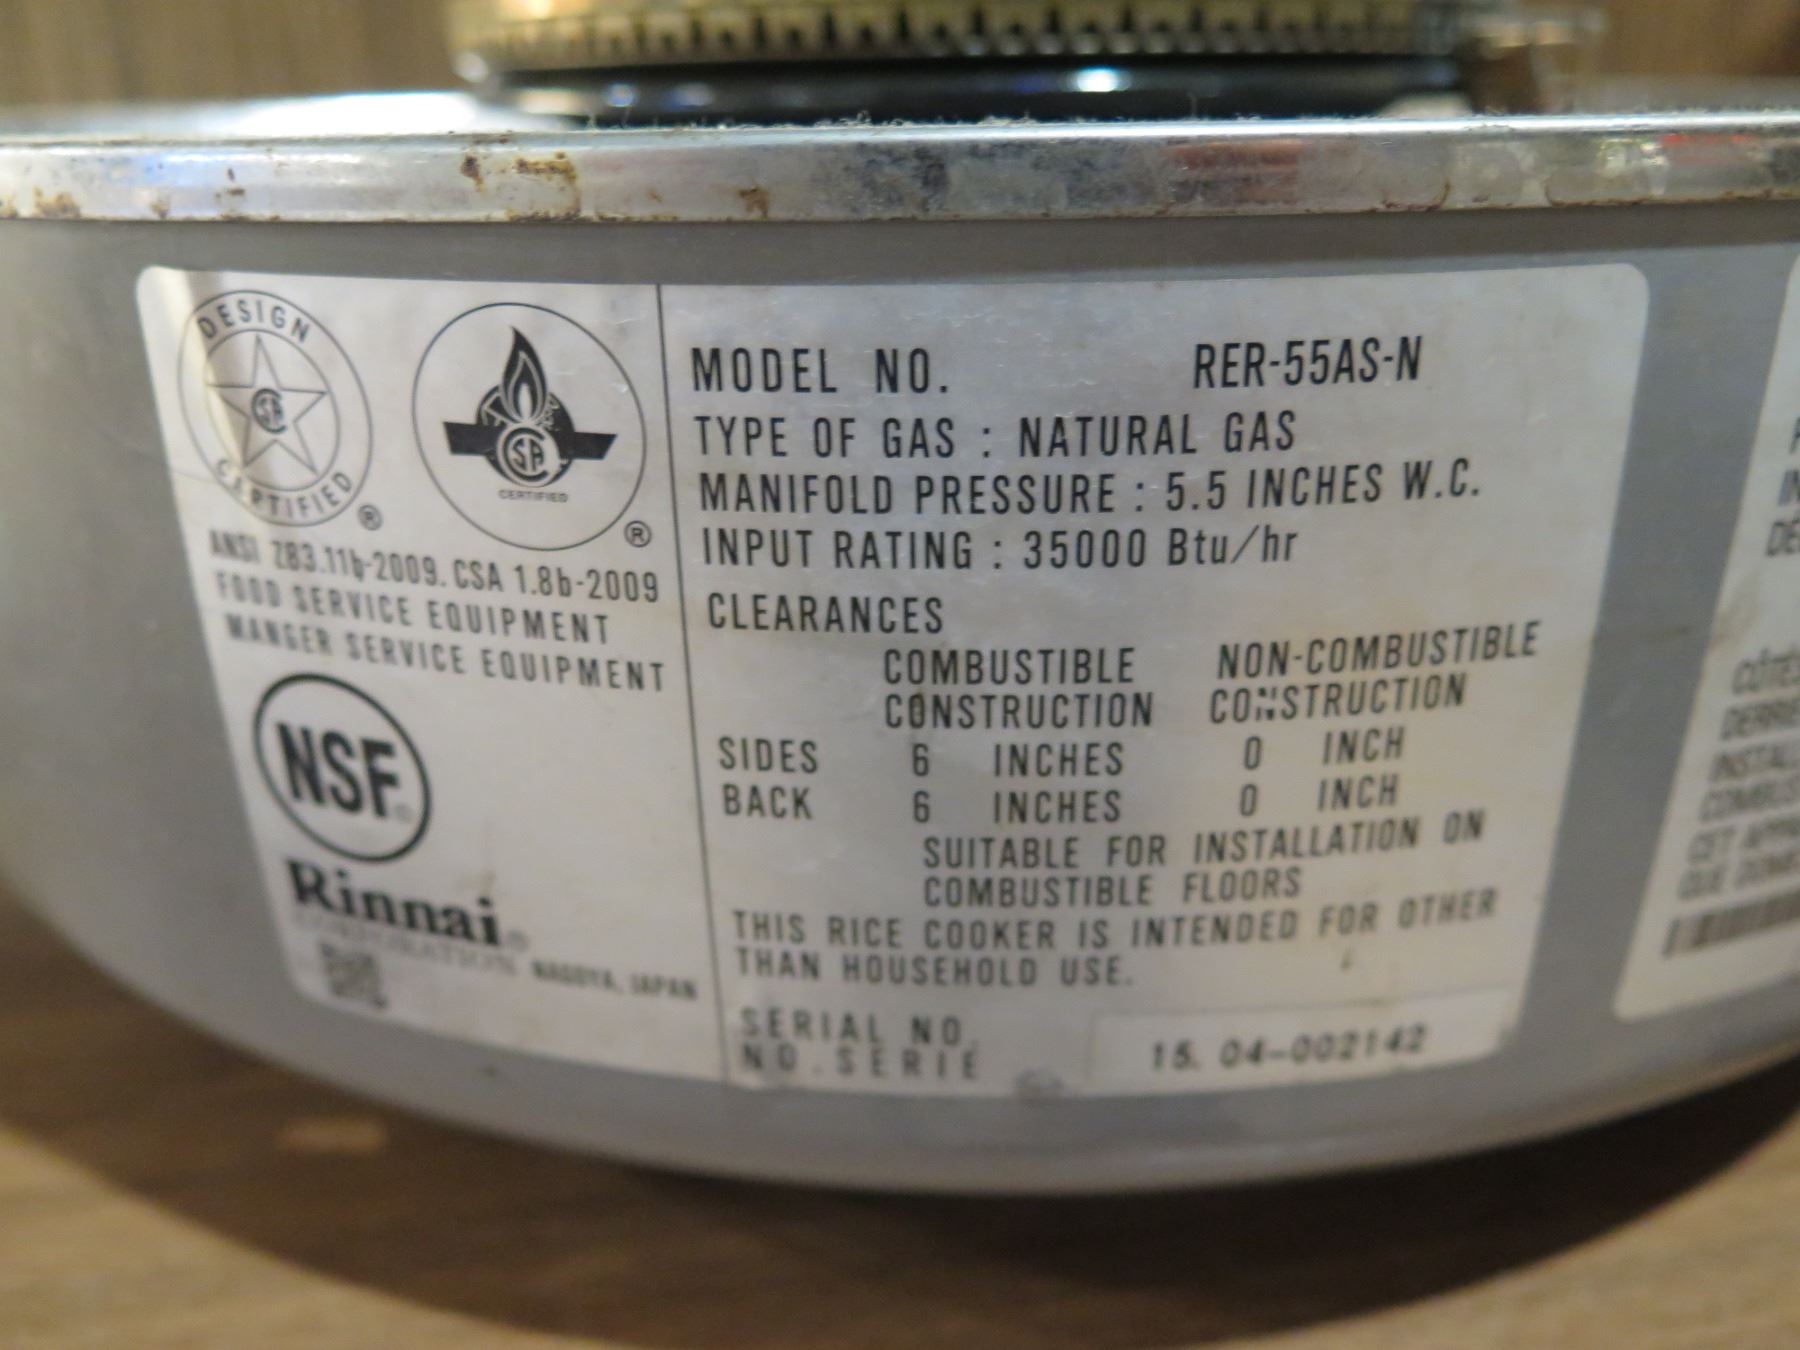 DESIGN
CSA
CERTIFIED
®
CSA
CERTIFIED
®
ANSI Z83.11b-2009. CSA 1.8b-2009
FOOD SERVICE EQUIPMENT
MANGER SERVICE EQUIPMENT
NSF®
Rinnai®
CORPORATION NAGOYA, JAPAN
MODEL NO. RER-55AS-N
TYPE OF GAS : NATURAL GAS
MANIFOLD PRESSURE : 5.5 INCHES W.C.
INPUT RATING : 35000 Btu/hr
CLEARANCES
COMBUSTIBLE NON-COMBUSTIBLE
CONSTRUCTION CONSTRUCTION
SIDES 6 INCHES 0 INCH
BACK 6 INCHES 0 INCH
SUITABLE FOR INSTALLATION ON
COMBUSTIBLE FLOORS
THIS RICE COOKER IS INTENDED FOR OTHER
THAN HOUSEHOLD USE.
SERIAL NO.
NO. SERIE
15. 04-002142